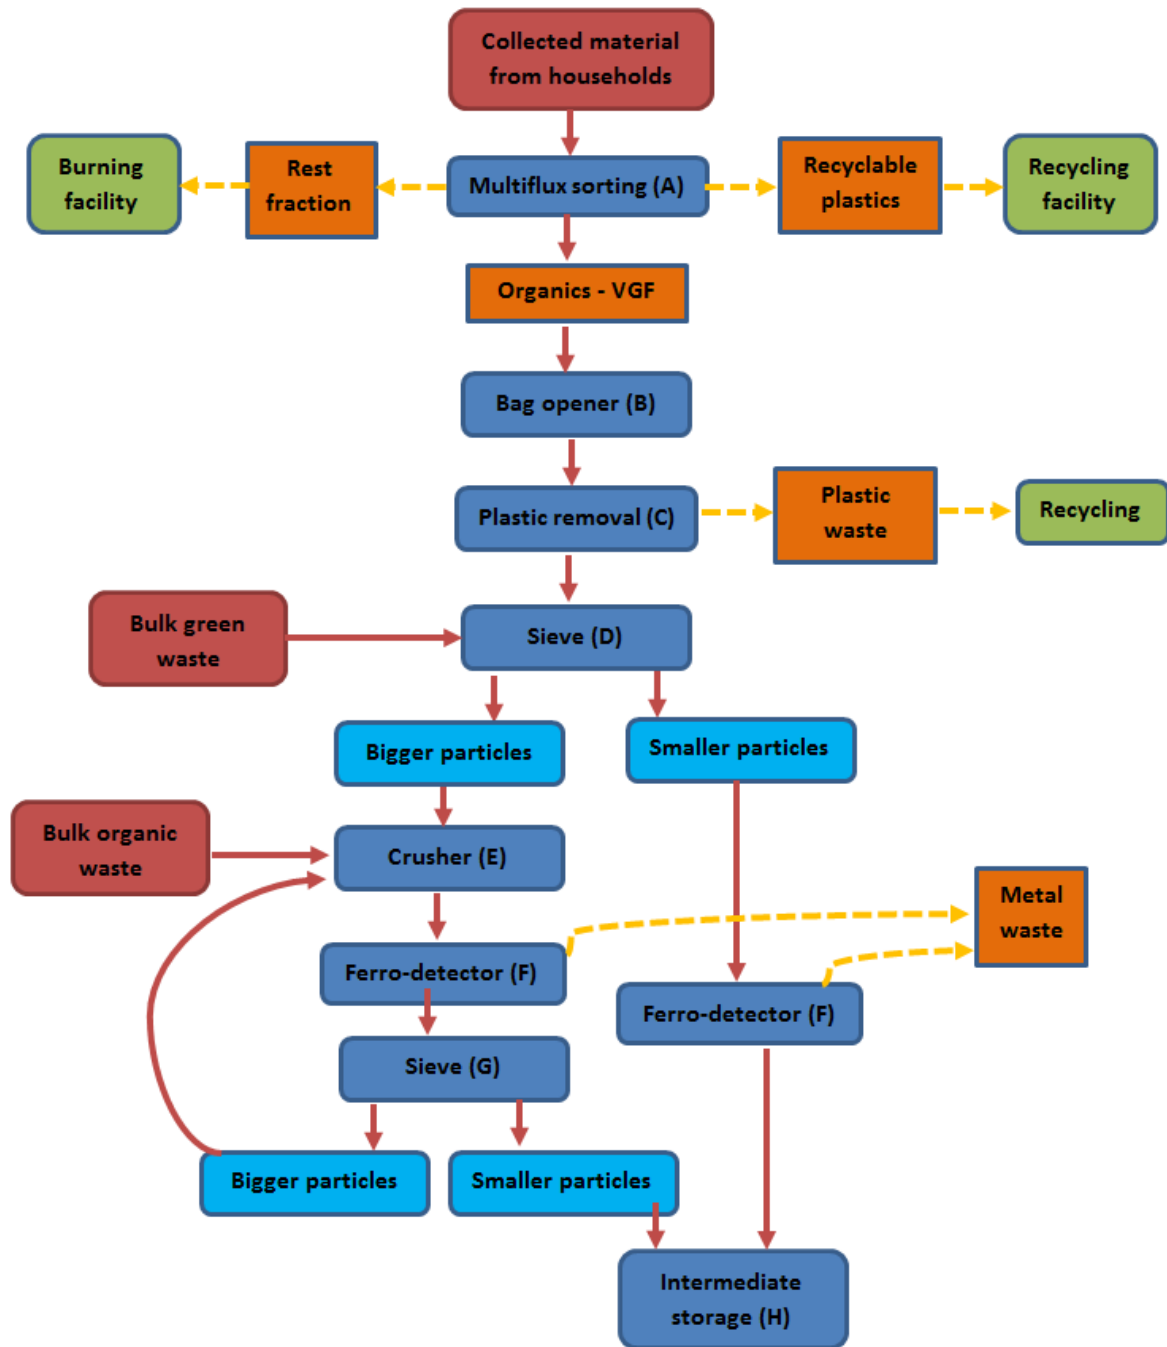 Collected material
from households
Burning
facility
Rest
fraction
Multiflux sorting (A)
Recyclable
plastics
Recycling
facility
Organics - VGF
Bag opener (B)
Plastic removal (C)
Plastic
waste
Recycling
Bulk green
waste
Sieve (D)
Bigger particles
Smaller particles
Bulk organic
waste
Crusher (E)
Metal
waste
Ferro-detector (F)
Ferro-detector (F)
Sieve (G)
Bigger particles
Smaller particles
Intermediate
storage (H)